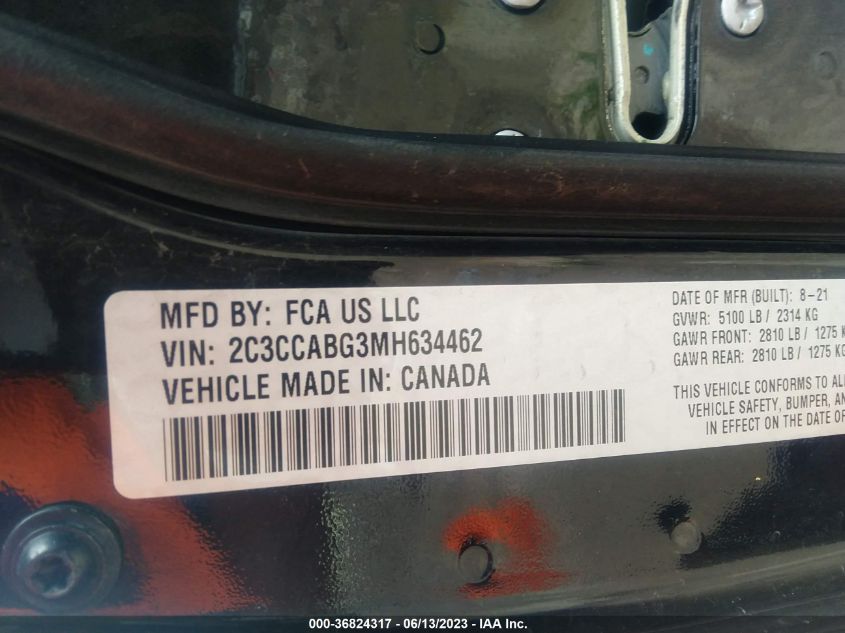 MFD BY: FCA US LLC
VIN: 2C3CCABG3MH634462
VEHICLE MADE IN: CANADA
DATE OF MFR (BUILT): 8-21
GVWR: 5100 LB / 2314 KG
GAWR FRONT: 2810 LB / 1275 K
GAWR REAR: 2810 LB / 1275 K
THIS VEHICLE CONFORMS TO AL
VEHICLE SAFETY, BUMPER, AN
IN EFFECT ON THE DATE OF
000-36824317 - 06/13/2023 - IAA Inc.